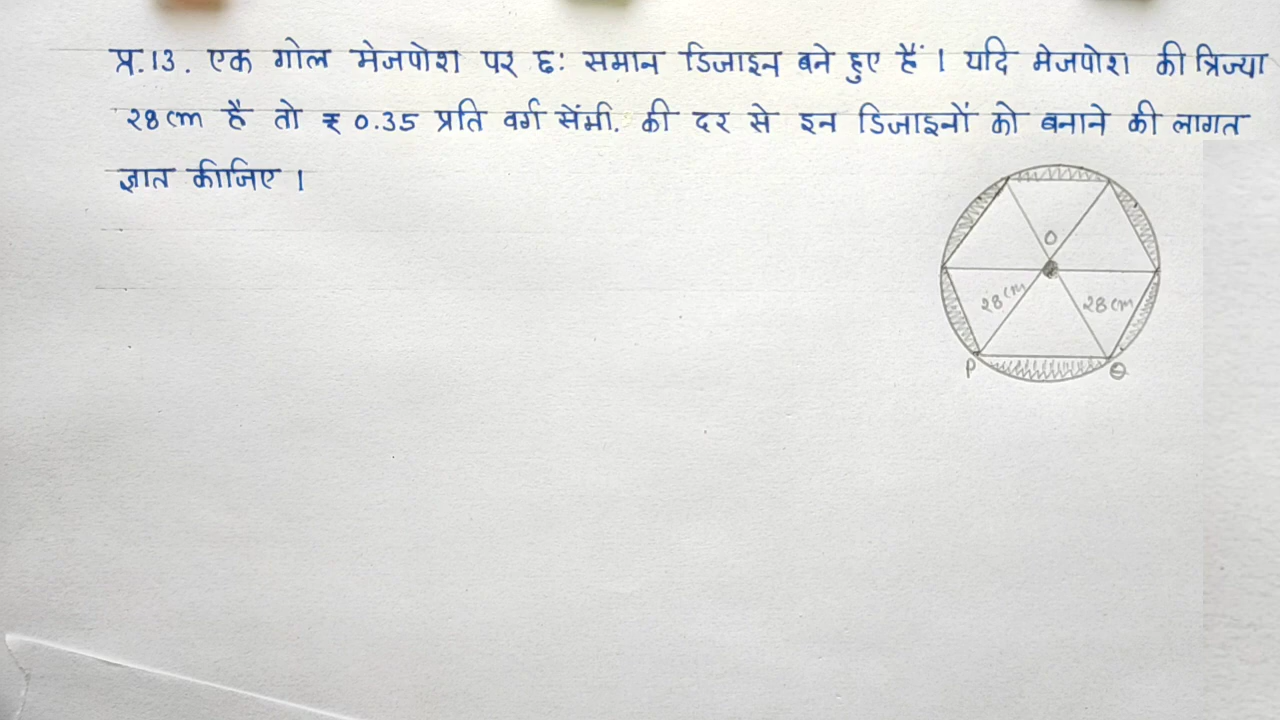 प्र.13. एक गोल मेजपोश पर छः समान डिजाइन बने हुए हैं । यदि मेजपोश की त्रिज्या
28 cm है तो ₹ 0.35 प्रति वर्ग सेंमी. की दर से इन डिजाइनों को बनाने की लागत
ज्ञात कीजिए ।
O
28 cm 28 cm
P Q